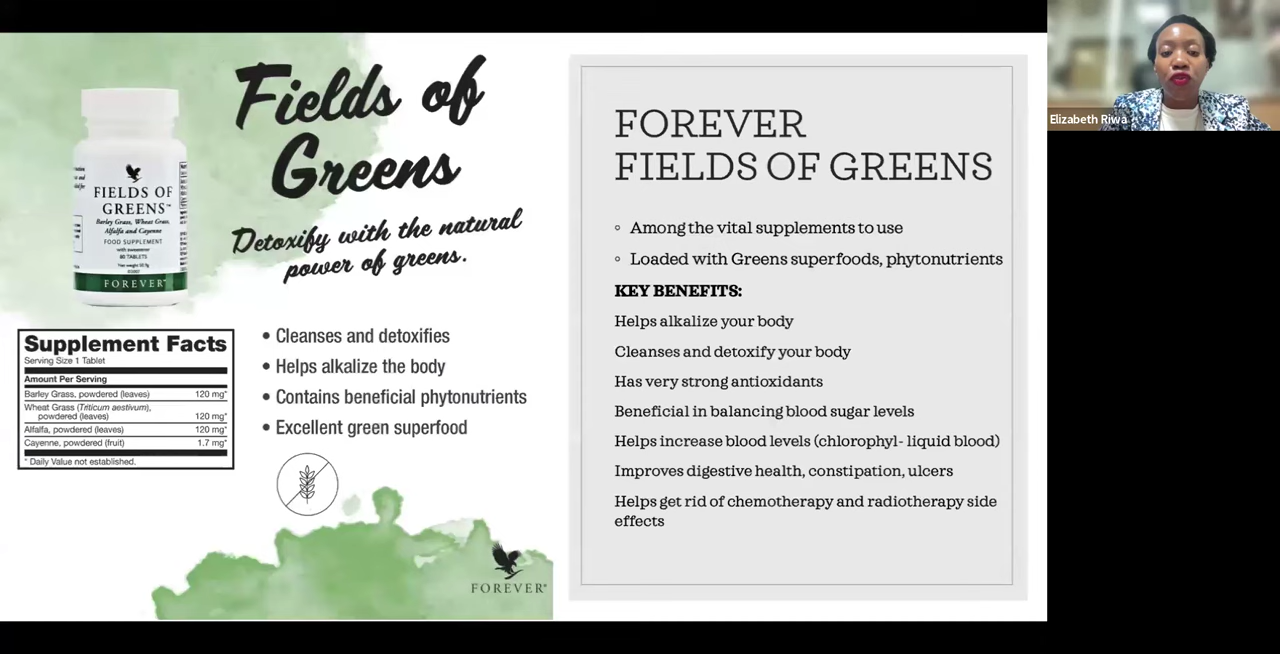 Fields of
Greens
Detoxify with the natural
power of greens.
FIELDS OF
GREENS™
Barley Grass, Wheat Grass,
Alfalfa and Cayenne
FOOD SUPPLEMENT
with sweetener
80 TABLETS
FOREVER
Supplement Facts
Serving Size 1 Tablet
Amount Per Serving
Barley Grass, powdered (leaves) 120 mg*
Wheat Grass (Triticum aestivum),
powdered (leaves) 120 mg*
Alfalfa, powdered (leaves) 120 mg*
Cayenne, powdered (fruit) 1.7 mg*
* Daily Value not established.
• Cleanses and detoxifies
• Helps alkalize the body
• Contains beneficial phytonutrients
• Excellent green superfood
FOREVER®
FOREVER
FIELDS OF GREENS
◦ Among the vital supplements to use
◦ Loaded with Greens superfoods, phytonutrients
KEY BENEFITS:
Helps alkalize your body
Cleanses and detoxify your body
Has very strong antioxidants
Beneficial in balancing blood sugar levels
Helps increase blood levels (chlorophyl- liquid blood)
Improves digestive health, constipation, ulcers
Helps get rid of chemotherapy and radiotherapy side
effects
Elizabeth Riwa